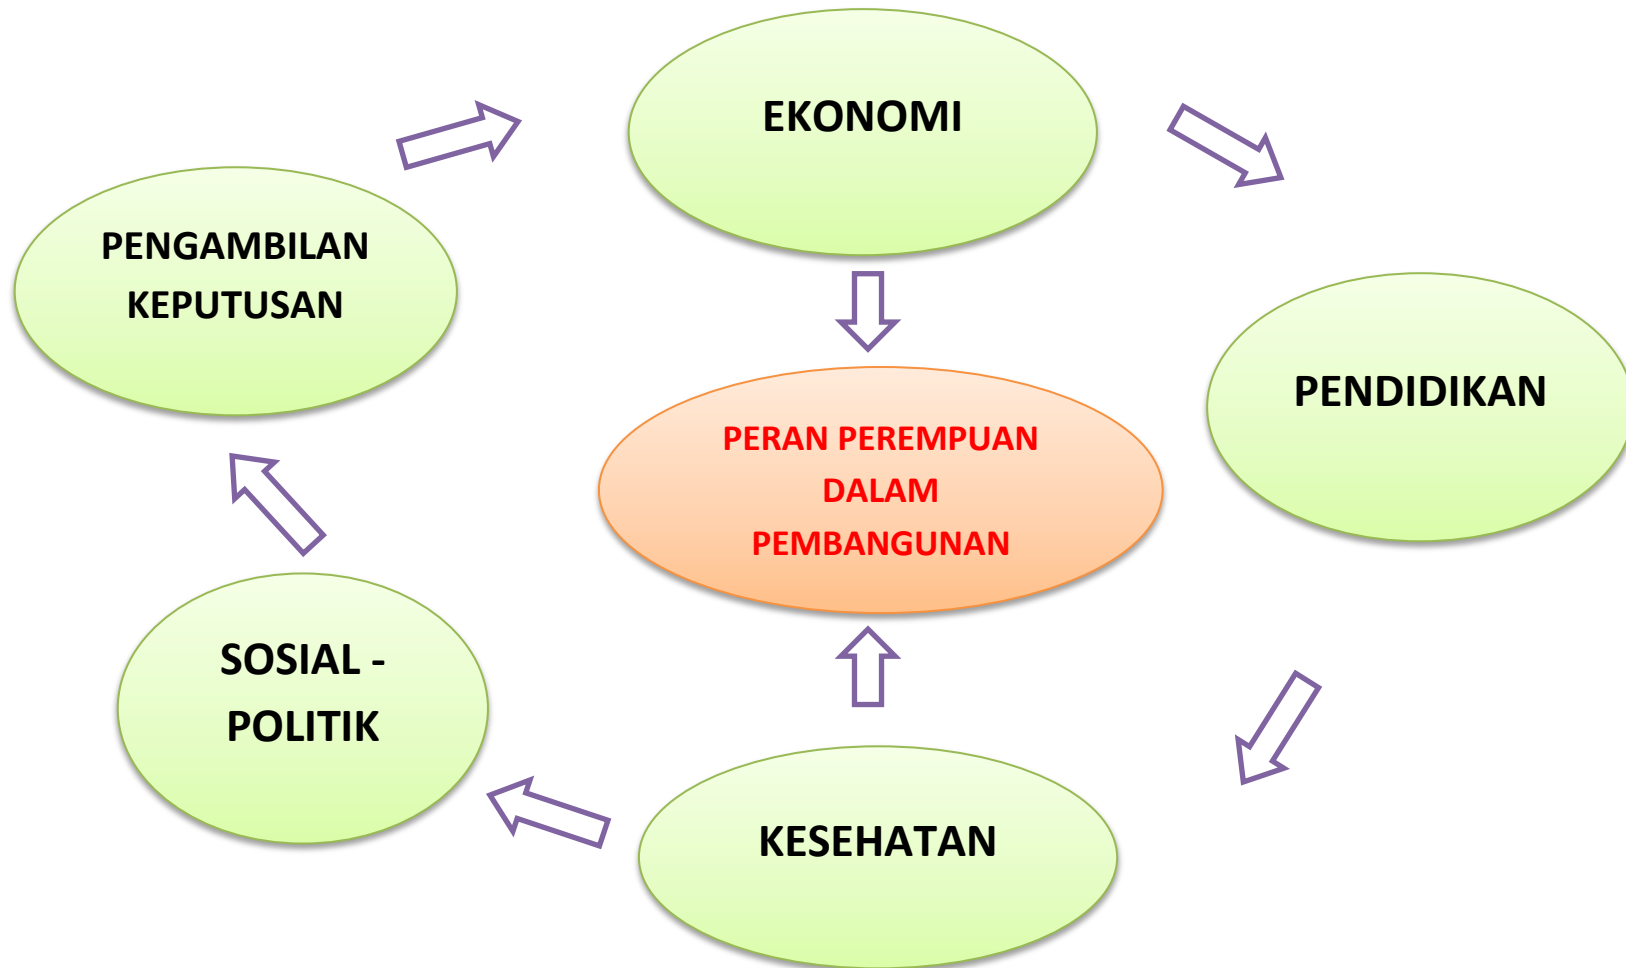 EKONOMI
PENGAMBILAN
KEPUTUSAN
PENDIDIKAN
PERAN PEREMPUAN
DALAM
PEMBANGUNAN
SOSIAL -
POLITIK
KESEHATAN